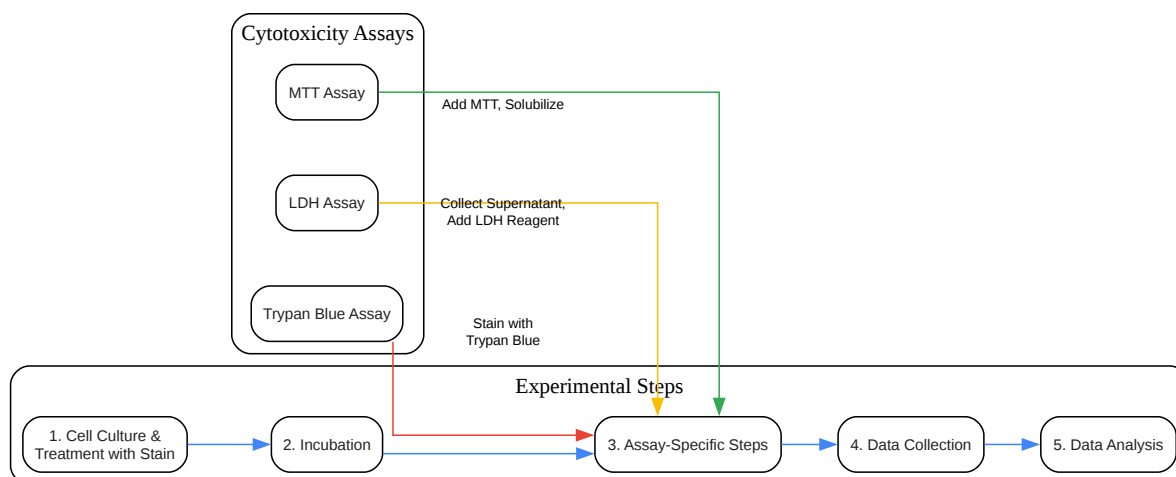 Cytotoxicity Assays
MTT Assay
Add MTT, Solubilize
LDH Assay
Collect Supernatant,
Add LDH Reagent
Trypan Blue Assay
Stain with
Trypan Blue
Experimental Steps
1. Cell Culture &
Treatment with Stain
2. Incubation
3. Assay-Specific Steps
4. Data Collection
5. Data Analysis